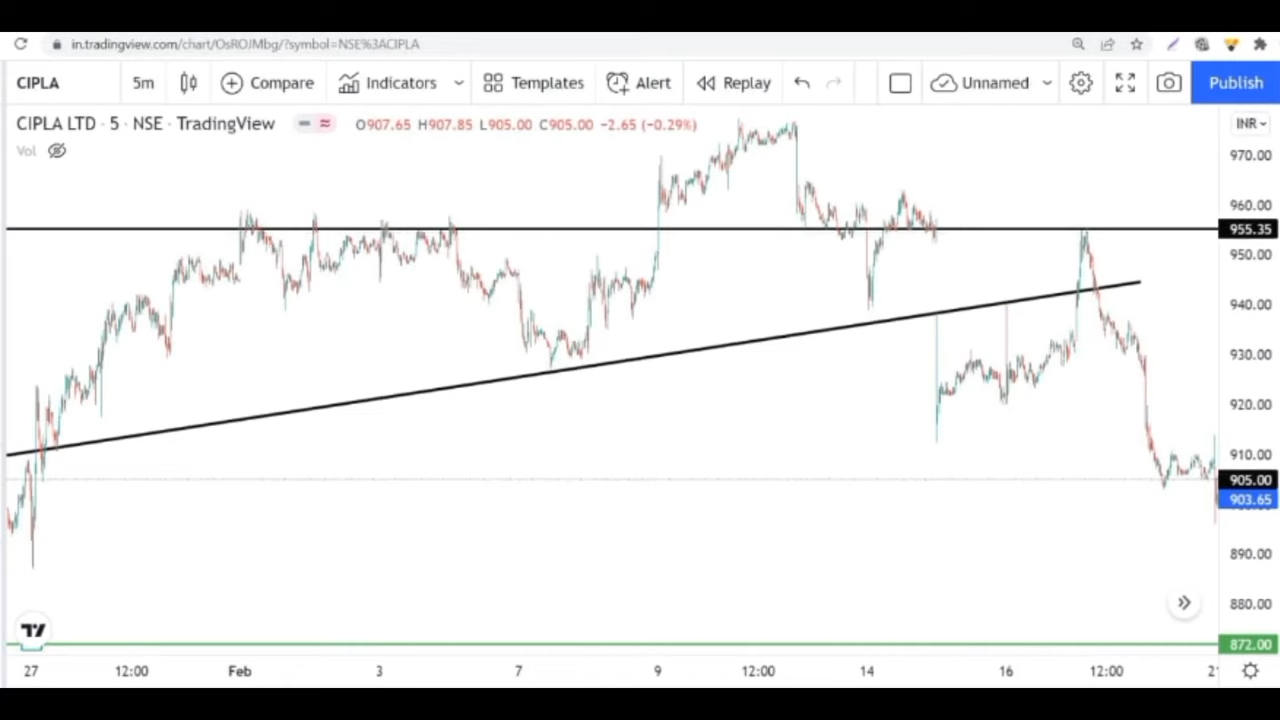 in.tradingview.com/chart/OsROJMbg/?symbol=NSE%3ACIPLA
CIPLA 5m Compare Indicators Templates Alert Replay Unnamed Publish
CIPLA LTD · 5 · NSE · TradingView O907.65 H907.85 L905.00 C905.00 −2.65 (−0.29%) INR
Vol
970.00
960.00
955.35
950.00
940.00
930.00
920.00
910.00
905.00
903.65
890.00
880.00
872.00
27 12:00 Feb 3 7 9 12:00 14 16 12:00